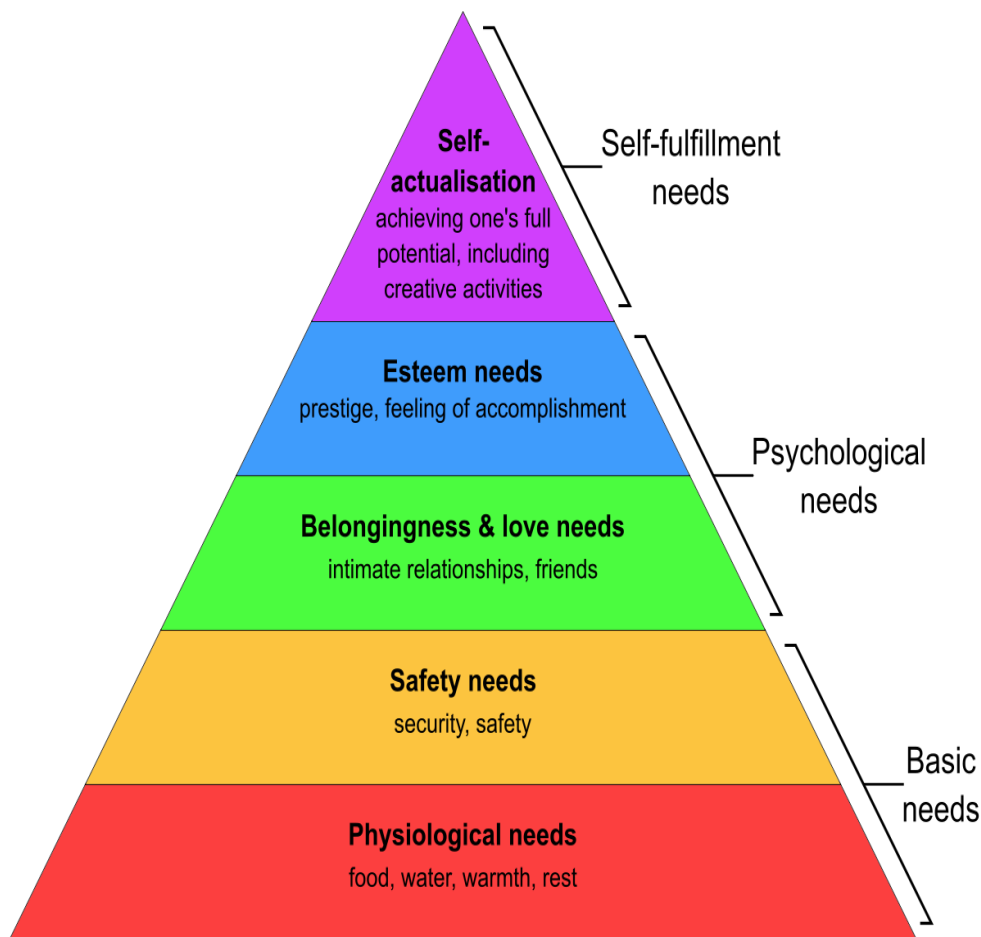 Self-
actualisation
achieving one's full
potential, including
creative activities
Self-fulfillment
needs
Esteem needs
prestige, feeling of accomplishment
Psychological
needs
Belongingness & love needs
intimate relationships, friends
Safety needs
security, safety
Basic
needs
Physiological needs
food, water, warmth, rest